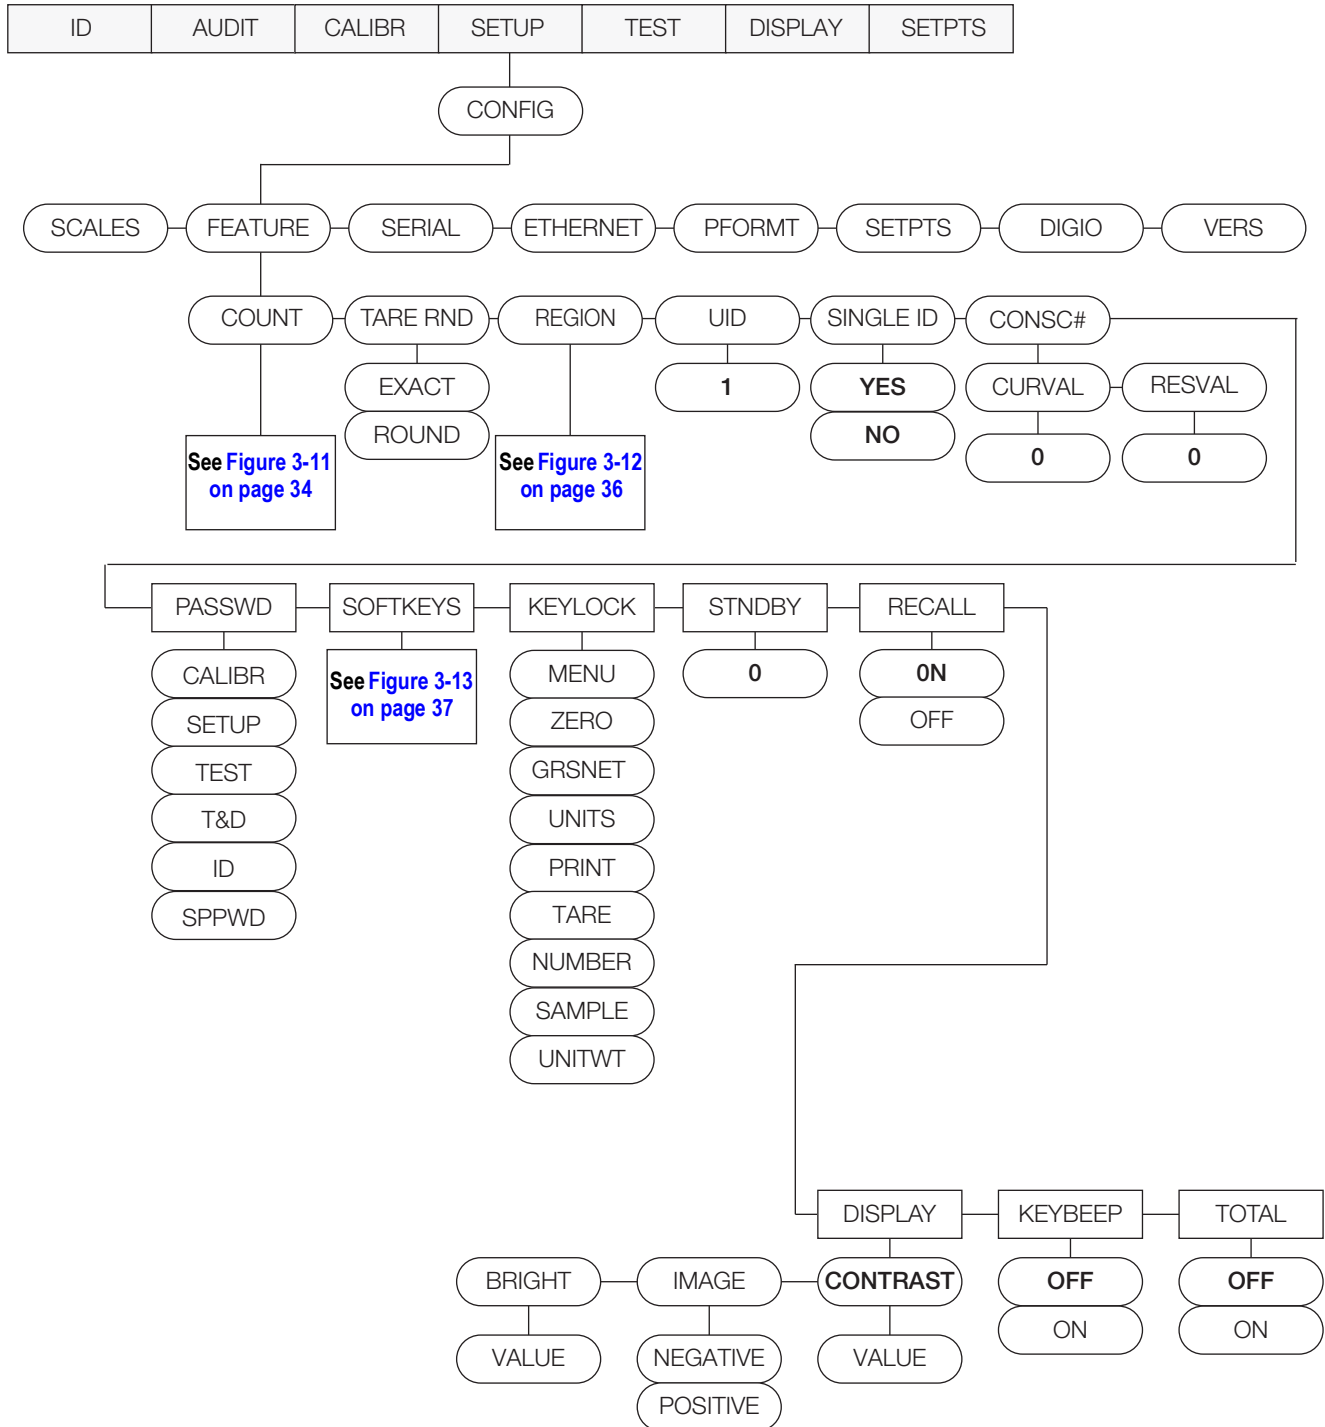 ID AUDIT CALIBR SETUP TEST DISPLAY SETPTS
CONFIG
SCALES FEATURE SERIAL ETHERNET PFORMT SETPTS DIGIO VERS
COUNT TARE RND REGION UID SINGLE ID CONSC#
EXACT 1 YES CURVAL RESVAL
ROUND NO 0 0
See Figure 3-11
on page 34
See Figure 3-12
on page 36
PASSWD SOFTKEYS KEYLOCK STNDBY RECALL
CALIBR
SETUP
TEST
T&D
ID
SPPWD
See Figure 3-13
on page 37
MENU
ZERO
GRSNET
UNITS
PRINT
TARE
NUMBER
SAMPLE
UNITWT
0
0N
OFF
DISPLAY KEYBEEP TOTAL
BRIGHT IMAGE CONTRAST OFF OFF
VALUE NEGATIVE VALUE ON ON
POSITIVE